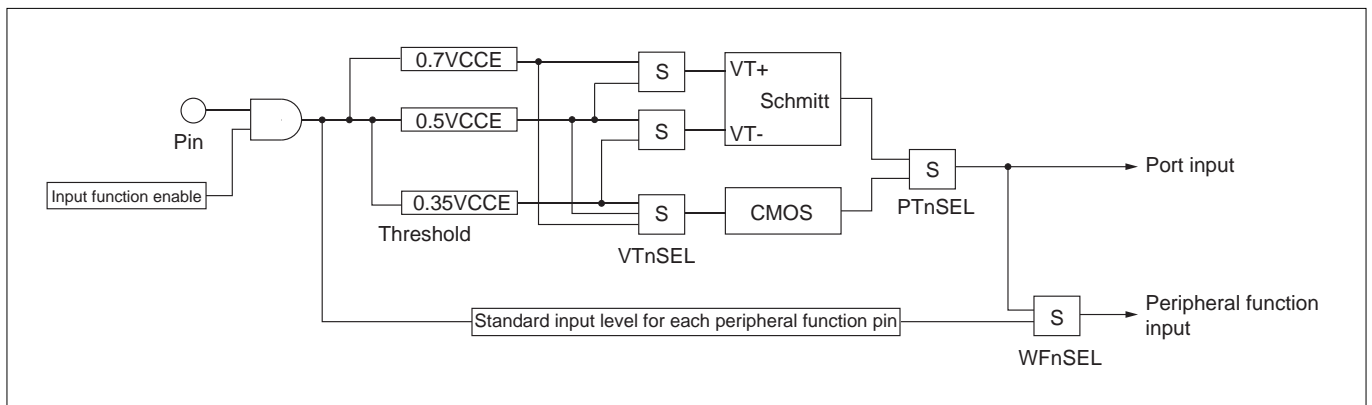 0.7VCCE
S
VT+
Schmitt
Pin
0.5VCCE
S
VT-
Input function enable
0.35VCCE
Threshold
S
VTnSEL
CMOS
S
PTnSEL
Port input
Standard input level for each peripheral function pin
S
WFnSEL
Peripheral function
input